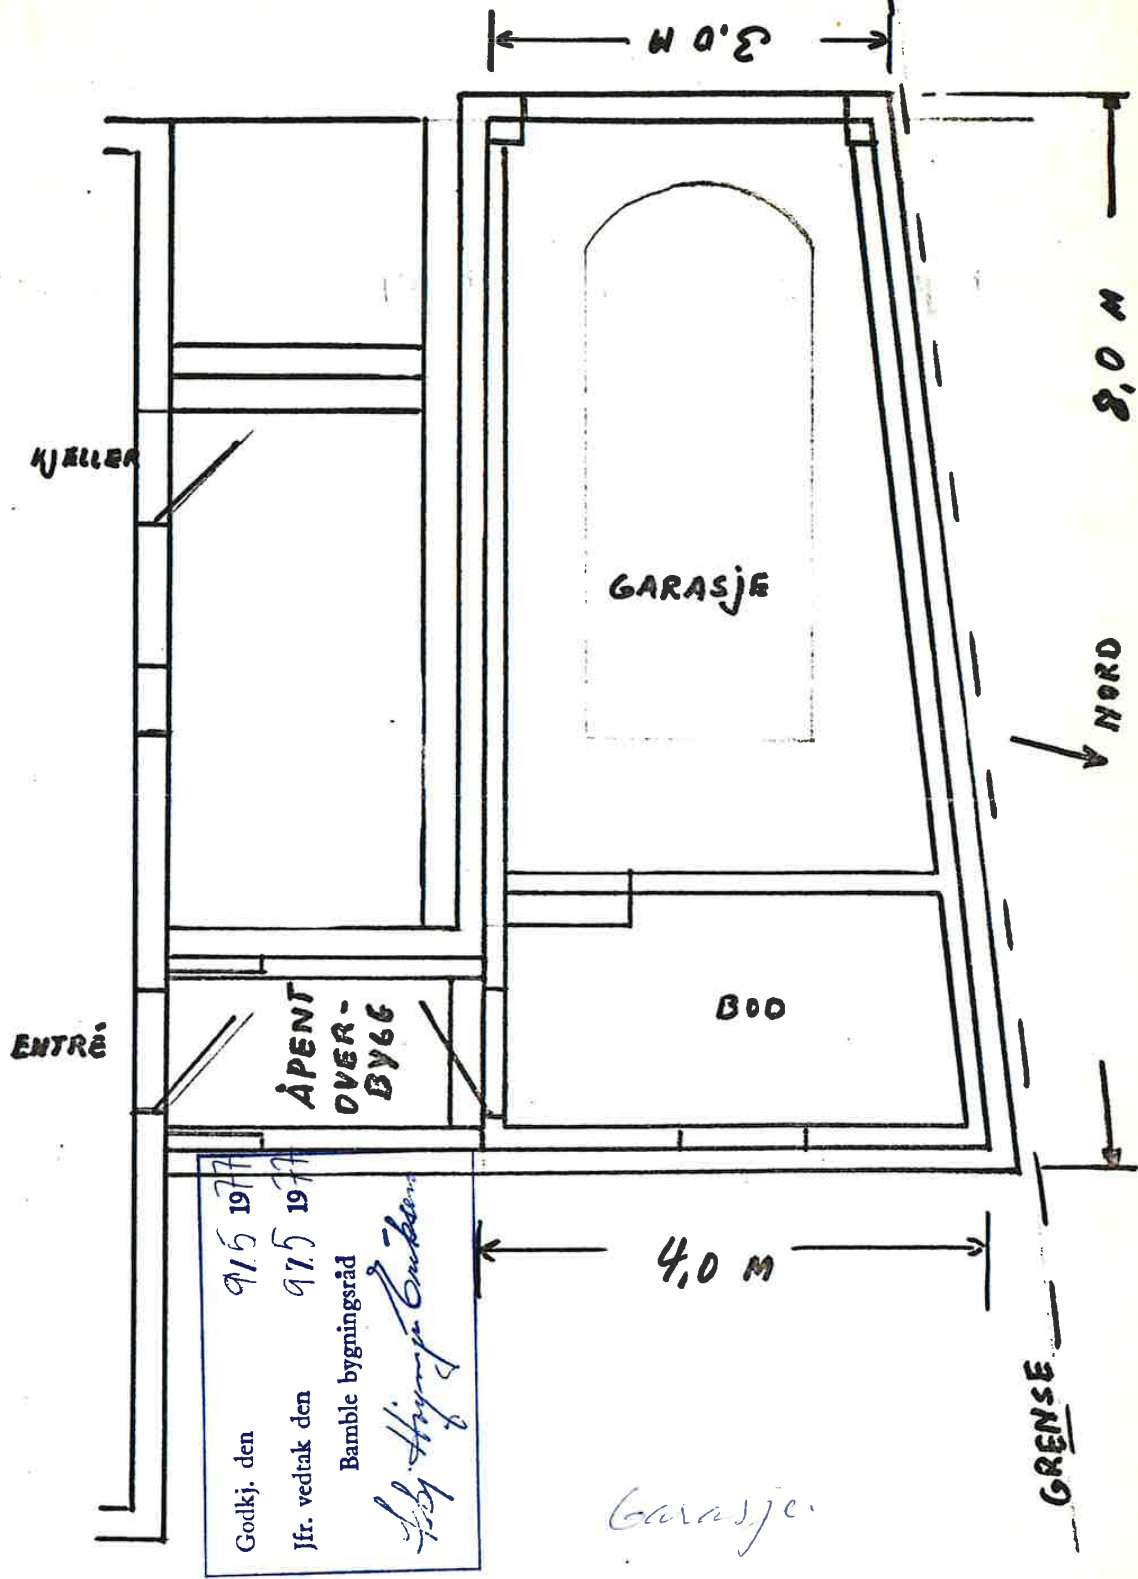 3.0 M
8,0 M
KJELLER
GARASjE
NORD
ENTRÉ
ÅPENT
OVER-
BYGG
BOD
4,0 M
GRENSE
Godkj. den 9/5 1977
Jfr. vedtak den 9/5 1977
Bamble bygningsråd
Garasje.